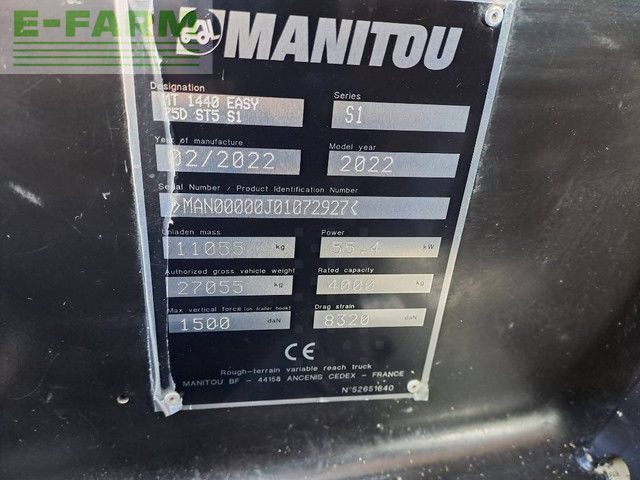 E-FARM
MANITOU
Designation
MT 1440 EASY
75D ST5 S1
Series
S1
Year of manufacture
02/2022
Model year
2022
Serial Number / Product Identification Number
>MAN00000J01072927<
Unladen mass
11055 kg
Power
55.4 kW
Authorized gross vehicle weight
27055 kg
Rated capacity
4000 kg
Max vertical force (on trailer hook)
1500 daN
Drag strain
8320 daN
CE
Rough-terrain variable reach truck
MANITOU BF - 44158 ANCENIS CEDEX - FRANCE
N°52651640